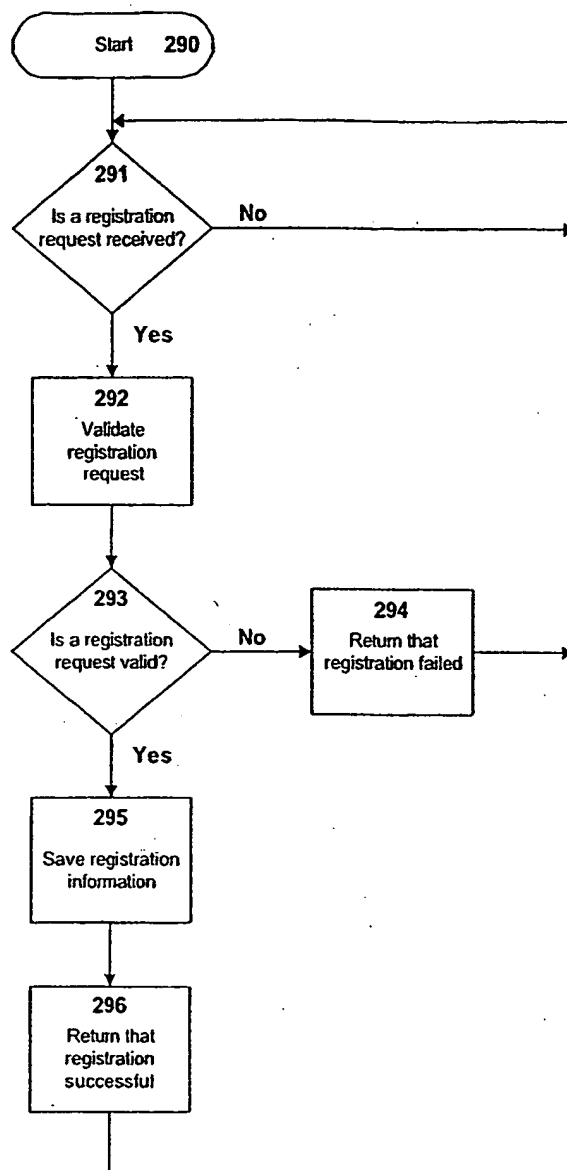 Start 290
291
Is a registration
request received?
No
Yes
292
Validate
registration
request
293
Is a registration
request valid?
No
294
Return that
registration failed
Yes
295
Save registration
information
296
Return that
registration
successful